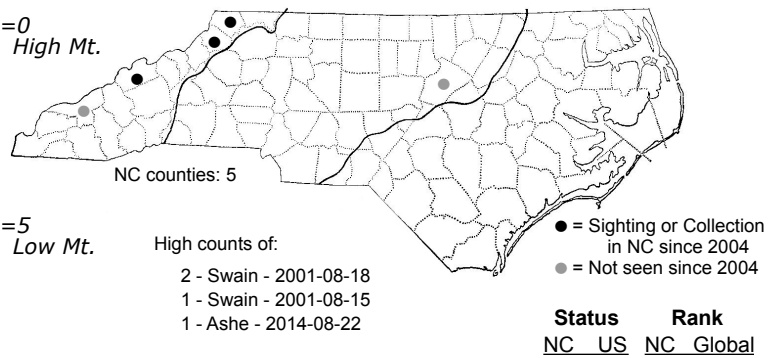 =0
High Mt.
NC counties: 5
=5
Low Mt.
High counts of:
2 - Swain - 2001-08-18
1 - Swain - 2001-08-15
1 - Ashe - 2014-08-22
= Sighting or Collection
in NC since 2004
= Not seen since 2004
Status Rank
NC US NC Global